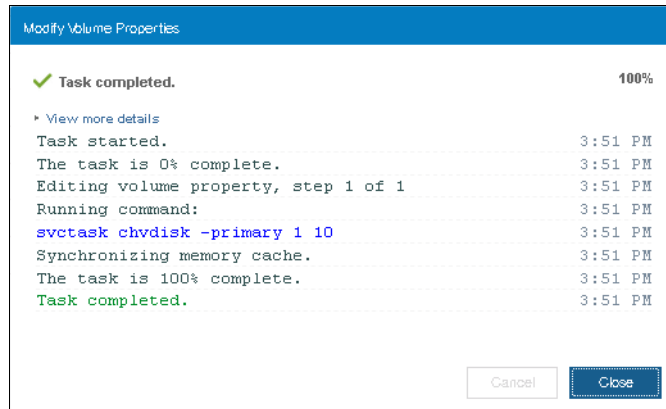 Modify Volume Properties
Task completed. 100%
View more details
Task started. 3:51 PM
The task is 0% complete. 3:51 PM
Editing volume property, step 1 of 1 3:51 PM
Running command: 3:51 PM
svctask chvdisk -primary 1 10 3:51 PM
Synchronizing memory cache. 3:51 PM
The task is 100% complete. 3:51 PM
Task completed. 3:51 PM
Cancel Close